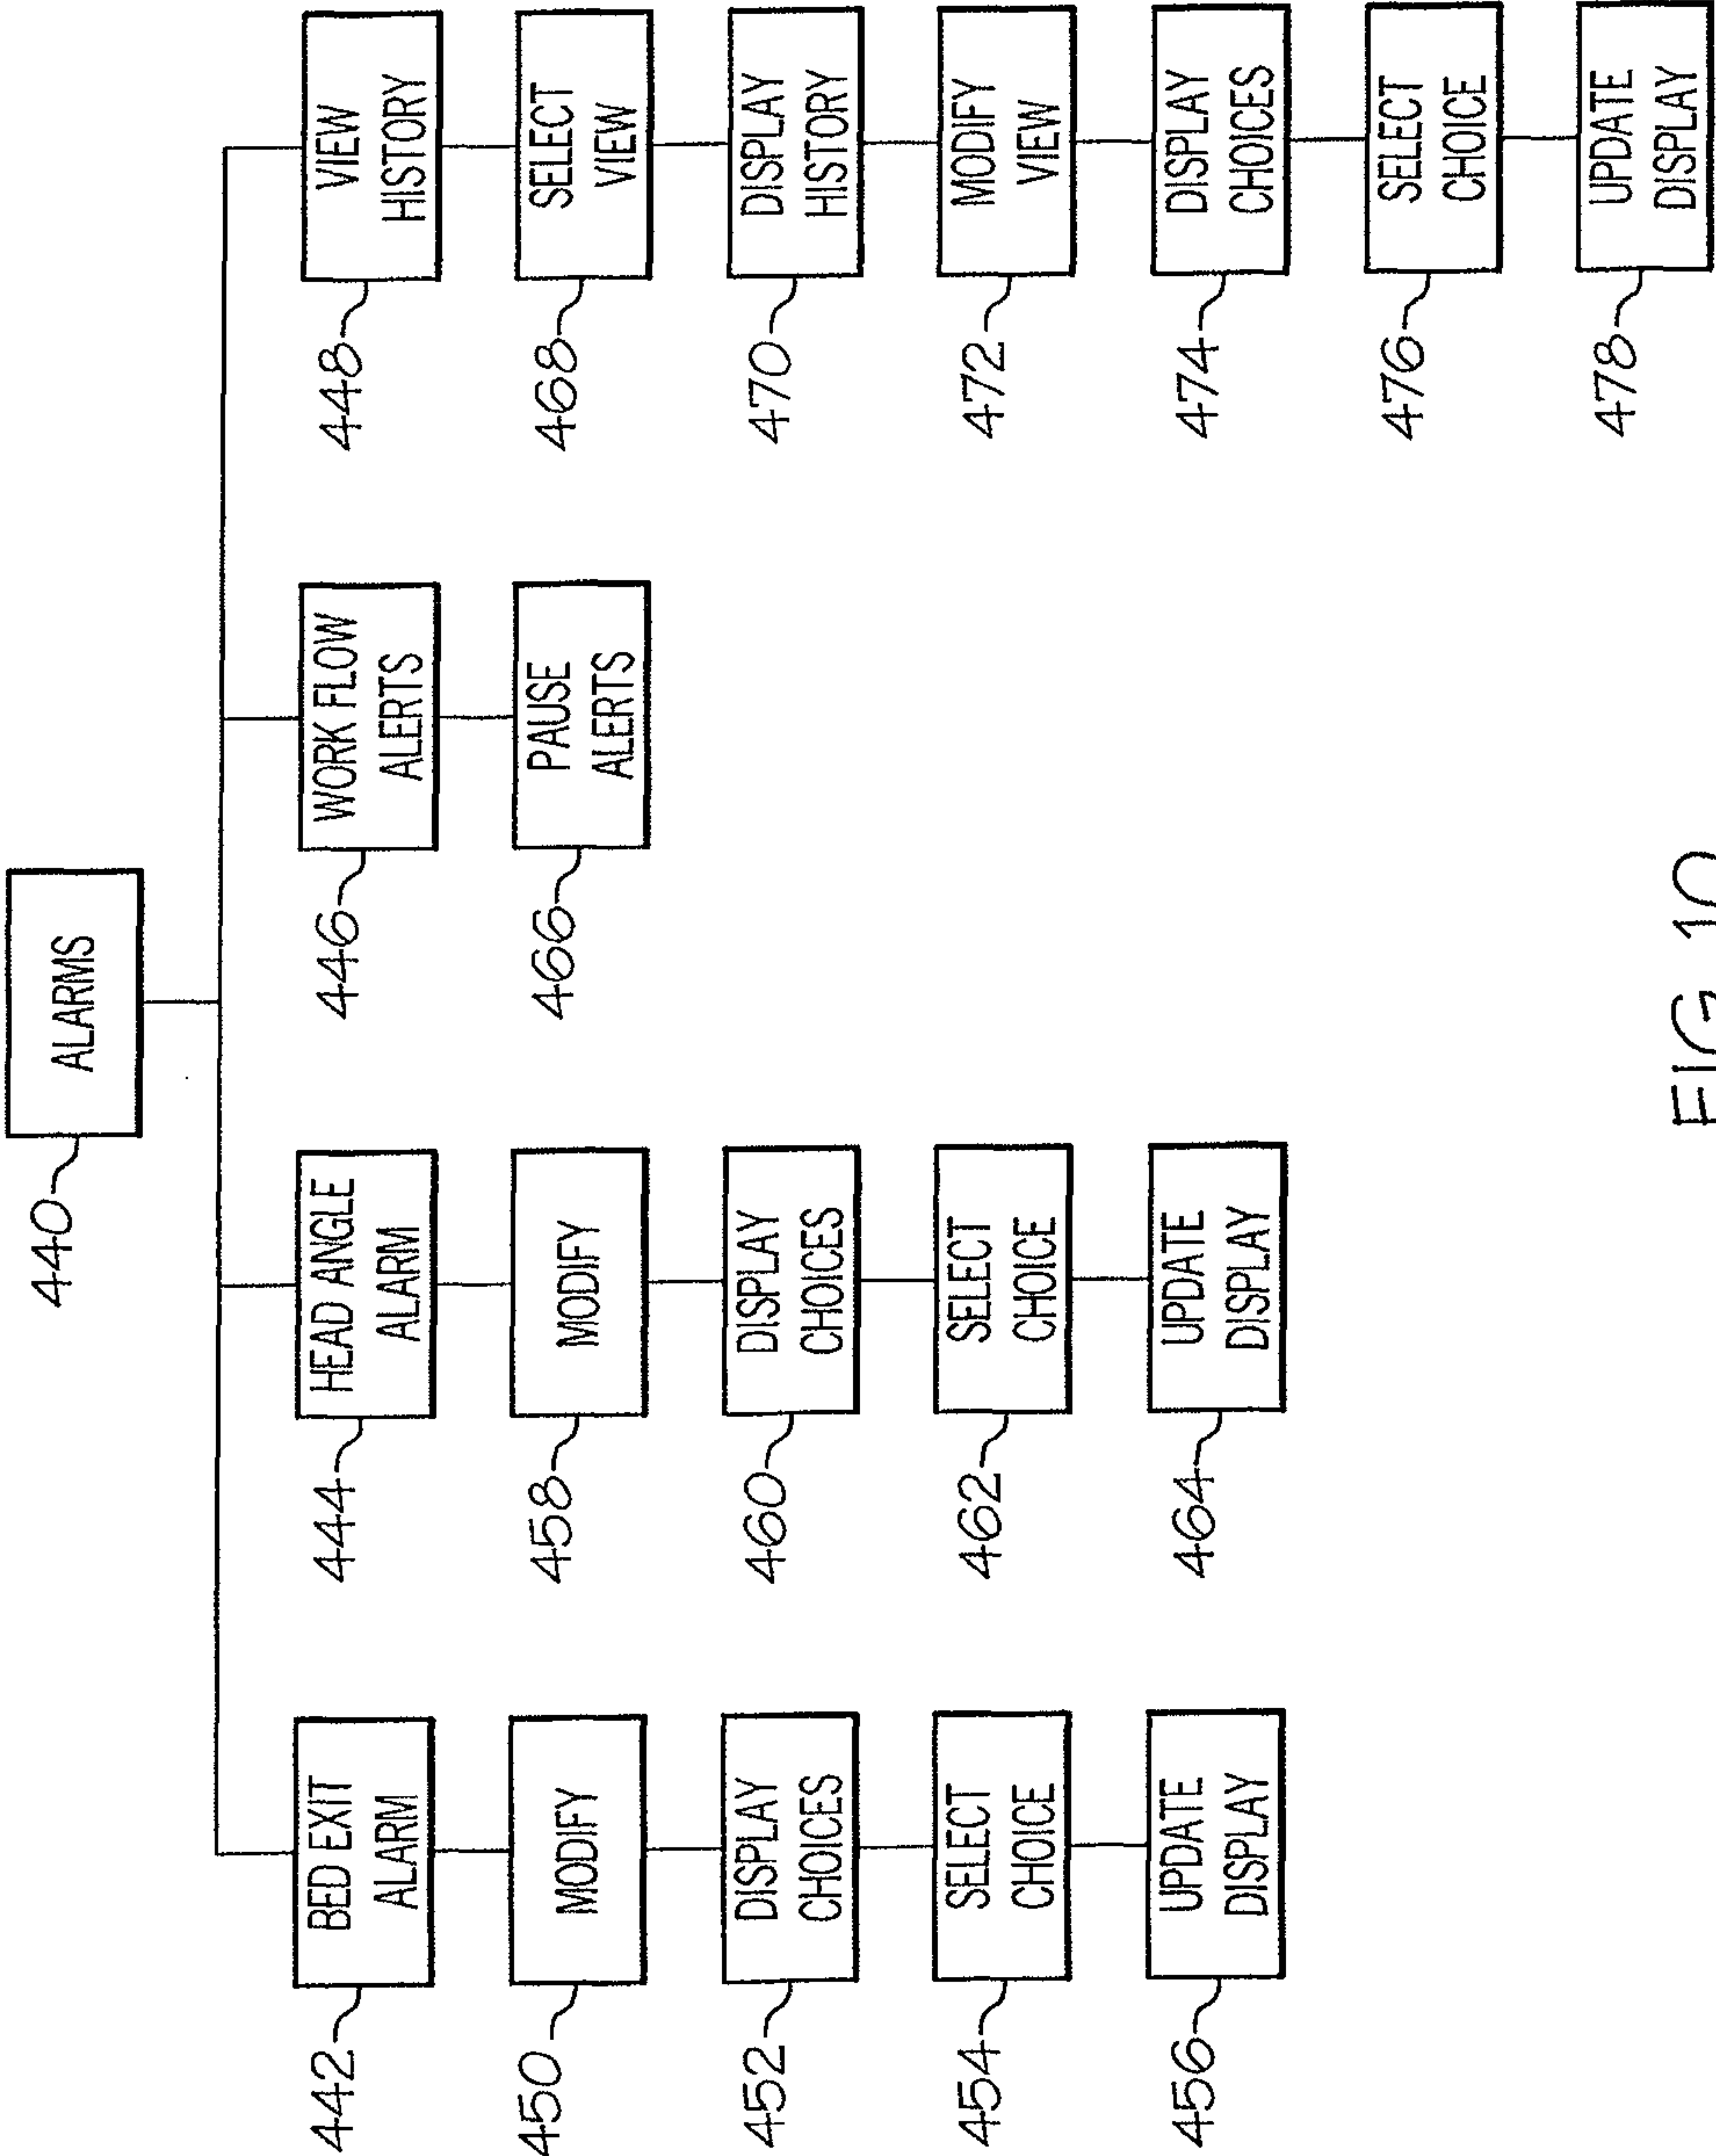 440
ALARMS
442
BED EXIT
ALARM
450
MODIFY
452
DISPLAY
CHOICES
454
SELECT
CHOICE
456
UPDATE
DISPLAY
444
HEAD ANGLE
ALARM
458
MODIFY
460
DISPLAY
CHOICES
462
SELECT
CHOICE
464
UPDATE
DISPLAY
446
WORK FLOW
ALERTS
466
PAUSE
ALERTS
448
VIEW
HISTORY
468
SELECT
VIEW
470
DISPLAY
HISTORY
472
MODIFY
VIEW
474
DISPLAY
CHOICES
476
SELECT
CHOICE
478
UPDATE
DISPLAY
FIG. 10